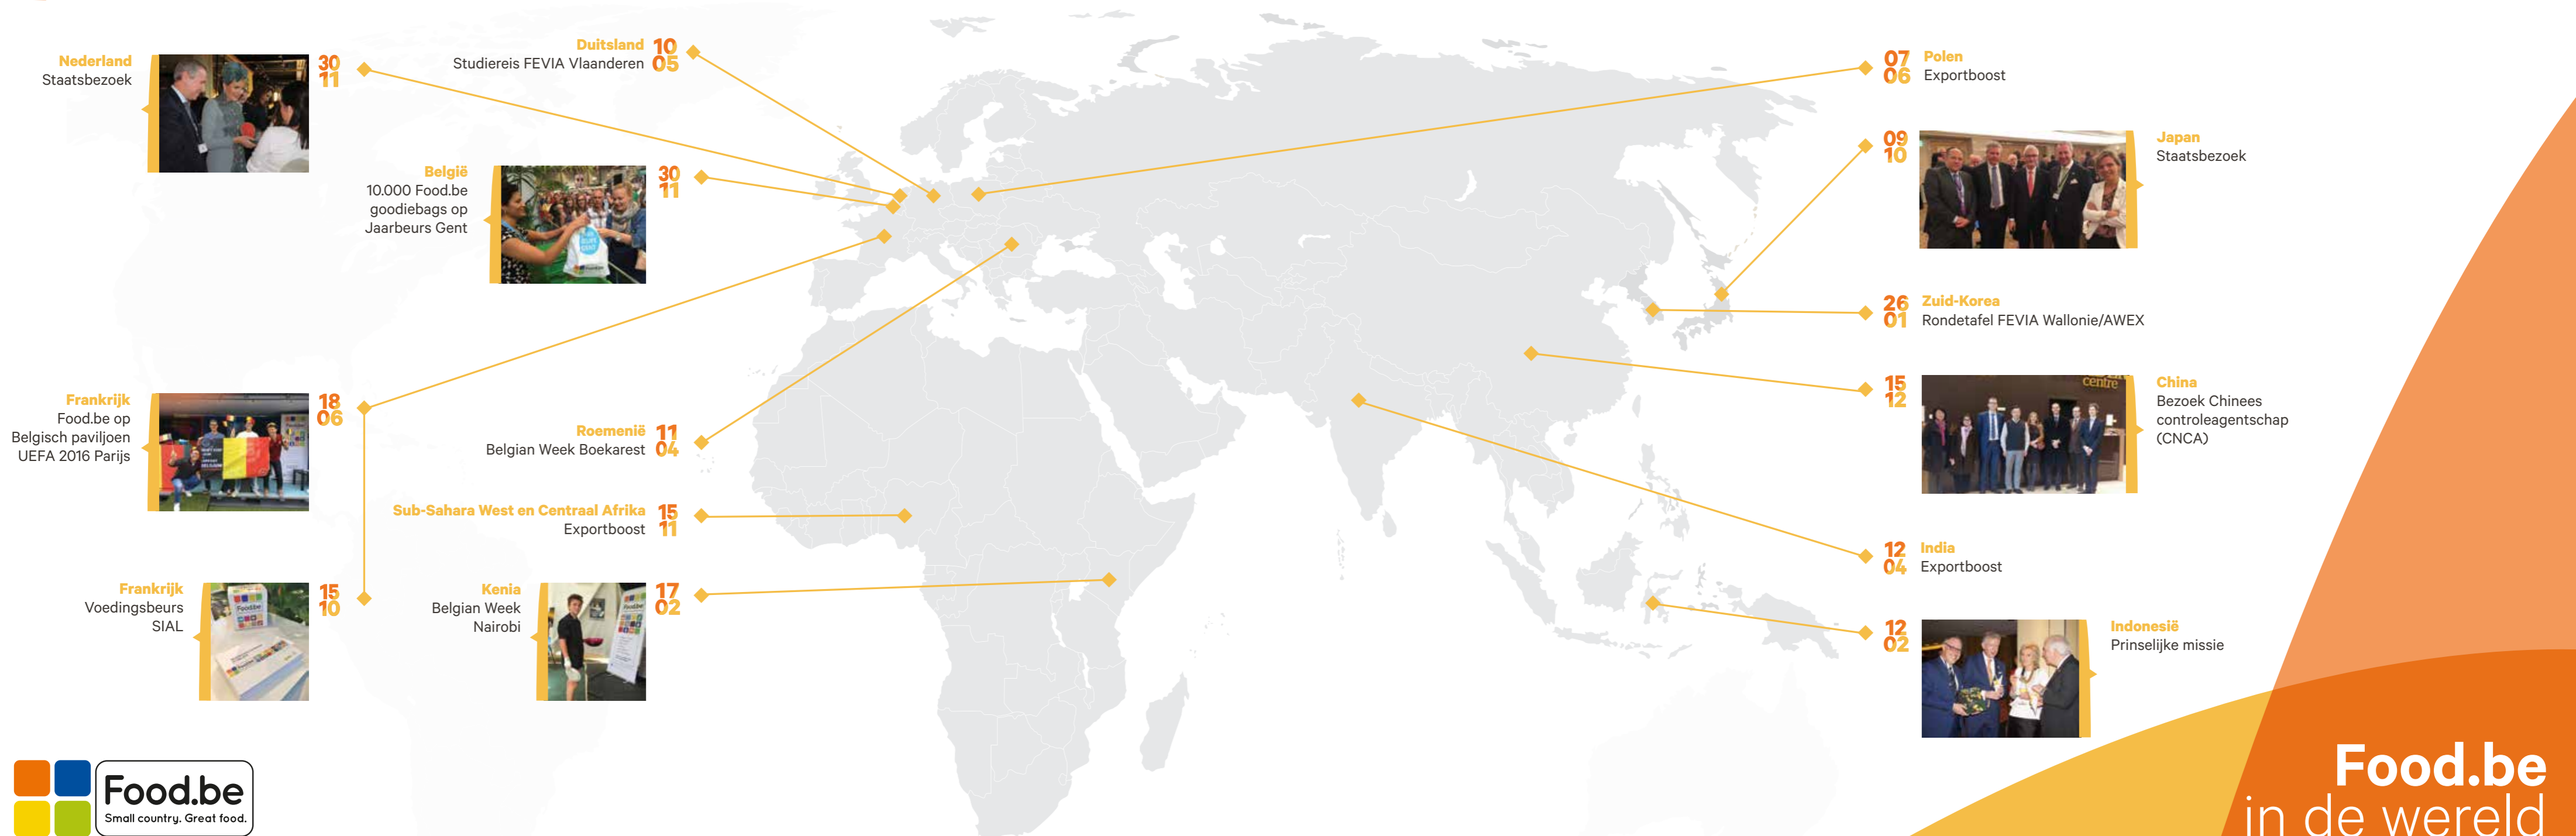 Nederland
Staatsbezoek
30
11
Duitsland
Studiereis FEVIA Vlaanderen
10
05
België
10.000 Food.be
goodiebags op
Jaarbeurs Gent
30
11
Frankrijk
Food.be op
Belgisch paviljoen
UEFA 2016 Parijs
18
06
Roemenië
Belgian Week Boekarest
11
04
Sub-Sahara West en Centraal Afrika
Exportboost
15
11
Frankrijk
Voedingsbeurs
SIAL
Food.be
15
10
Kenia
Belgian Week
Nairobi
Food.be
17
02
07
06
Polen
Exportboost
09
10
Japan
Staatsbezoek
26
01
Zuid-Korea
Rondetafel FEVIA Wallonie/AWEX
15
12
centre
China
Bezoek Chinees
controleagentschap
(CNCA)
12
04
India
Exportboost
12
02
Indonesië
Prinselijke missie
Food.be
Small country. Great food.
Food.be
in de wereld